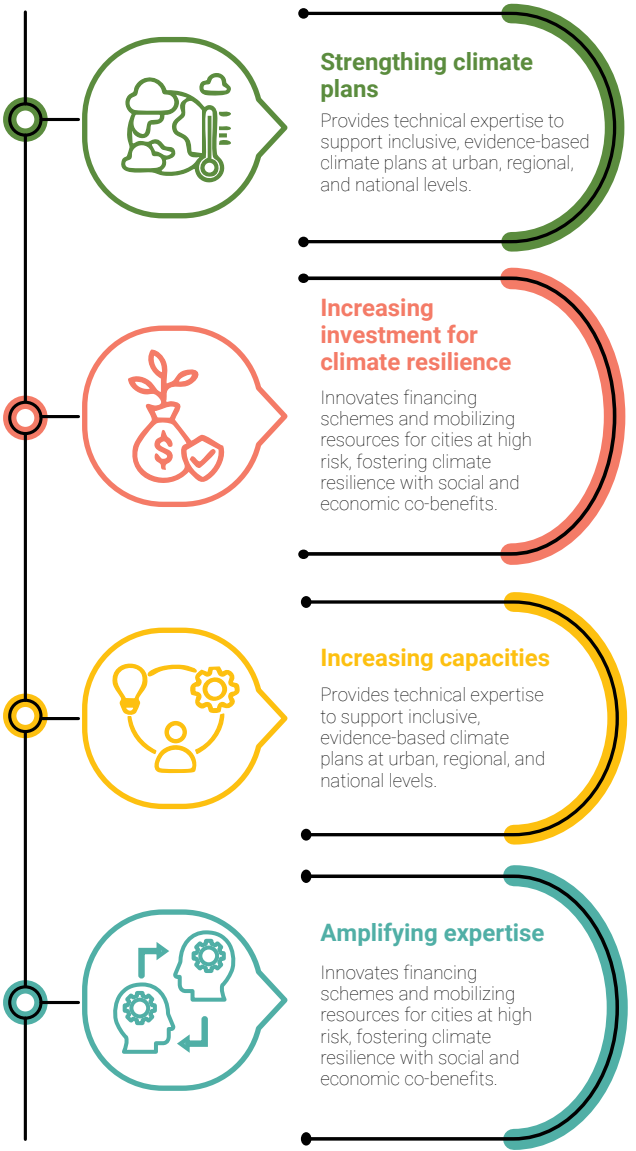 Strengthing climate
plans
Provides technical expertise to
support inclusive, evidence-based
climate plans at urban, regional,
and national levels.
Increasing
investment for
climate resilience
Innovates financing
schemes and mobilizing
resources for cities at high
risk, fostering climate
resilience with social and
economic co-benefits.
$
Increasing capacities
Provides technical expertise
to support inclusive,
evidence-based climate
plans at urban, regional, and
national levels.
Amplifying expertise
Innovates financing
schemes and mobilizing
resources for cities at high
risk, fostering climate
resilience with social and
economic co-benefits.